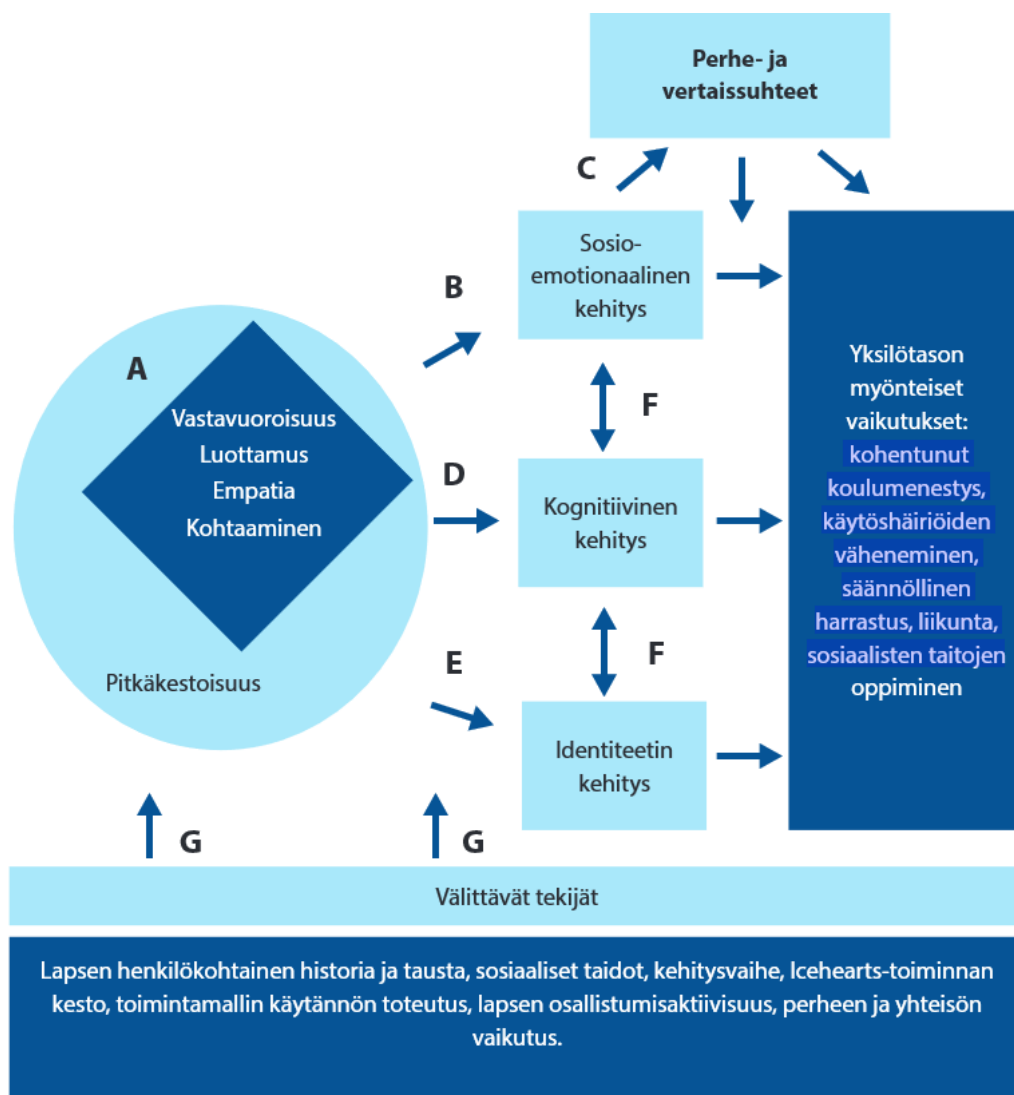 Perhe- ja
vertaissuhteet
C
Sosio-
emotionaalinen
kehitys
B
A
Vastavuoroisuus
Luottamus
Empatia
Kohtaaminen
Pitkäkestoisuus
F
D
Kognitiivinen
kehitys
F
E
Identiteetin
kehitys
Yksilötason
myönteiset
vaikutukset:
kohentunut
koulumenestys,
käytöshäiriöiden
väheneminen,
säännöllinen
harrastus, liikunta,
sosiaalisten taitojen
oppiminen
G
G
Välittävät tekijät
Lapsen henkilökohtainen historia ja tausta, sosiaaliset taidot, kehitysvaihe, Icehearts-toiminnan
kesto, toimintamallin käytännön toteutus, lapsen osallistumisaktiivisuus, perheen ja yhteisön
vaikutus.